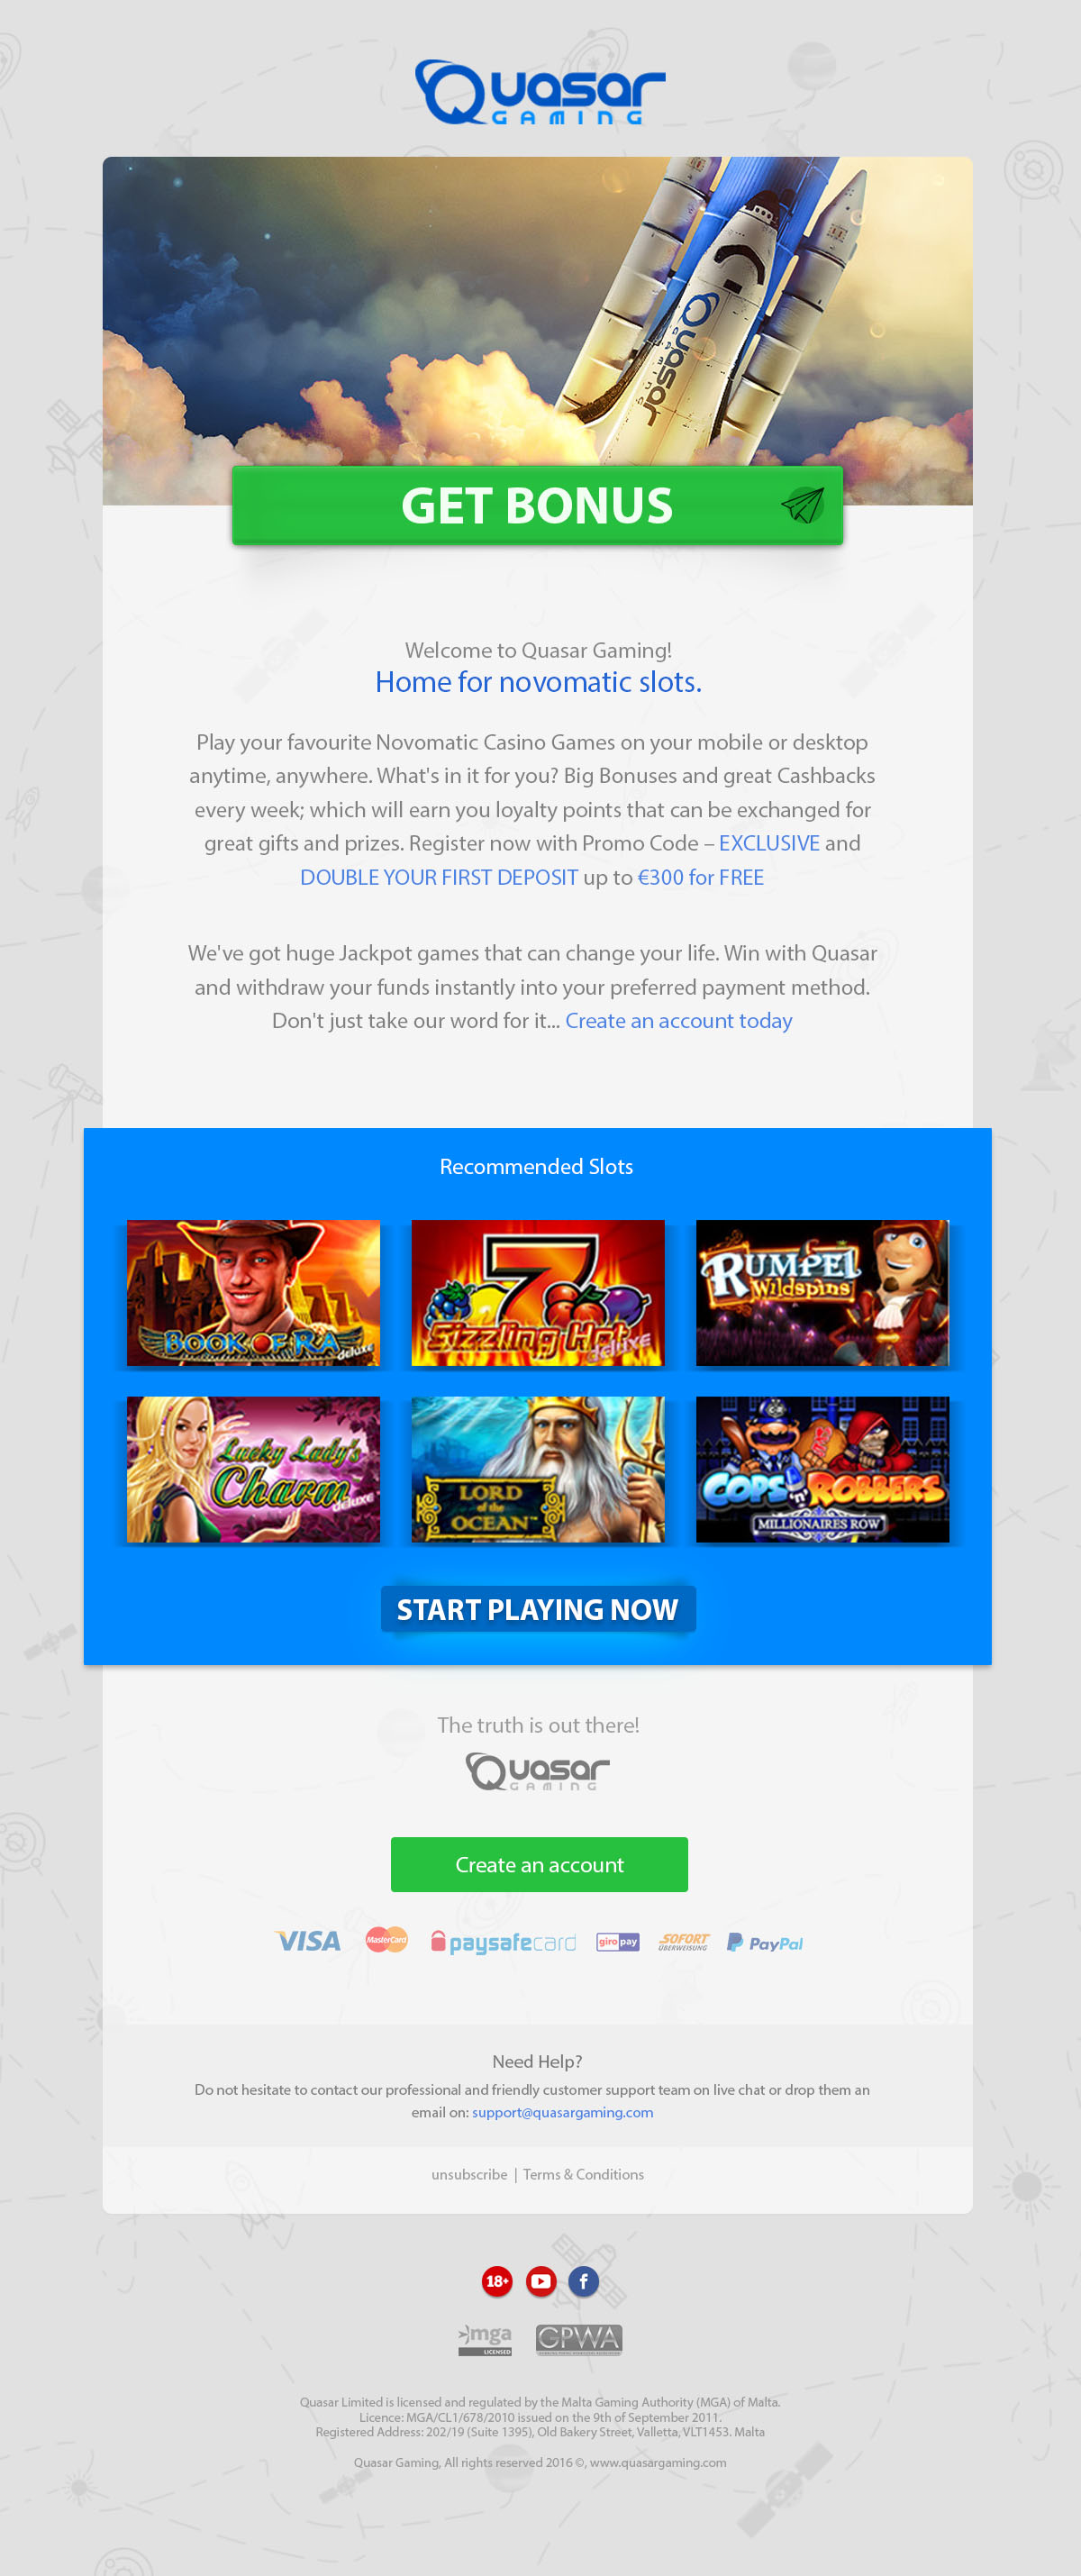 Quasar
GAMING
Quasar
GET BONUS
Welcome to Quasar Gaming!
Home for novomatic slots.
Play your favourite Novomatic Casino Games on your mobile or desktop
anytime, anywhere. What's in it for you? Big Bonuses and great Cashbacks
every week; which will earn you loyalty points that can be exchanged for
great gifts and prizes. Register now with Promo Code – EXCLUSIVE and
DOUBLE YOUR FIRST DEPOSIT up to €300 for FREE
We've got huge Jackpot games that can change your life. Win with Quasar
and withdraw your funds instantly into your preferred payment method.
Don't just take our word for it... Create an account today
Recommended Slots
BOOK OF RA deluxe
7
Sizzling Hot deluxe
RUMPEL
Wildspins
Lucky Lady's
Charm deluxe
LORD
of the
OCEAN™
COPS 'n' ROBBERS
MILLIONAIRES ROW
START PLAYING NOW
The truth is out there!
Quasar
GAMING
Create an account
VISA MasterCard paysafecard giro pay SOFORT ÜBERWEISUNG PayPal
Need Help?
Do not hesitate to contact our professional and friendly customer support team on live chat or drop them an
email on: support@quasargaming.com
unsubscribe | Terms & Conditions
18+ f
mga GPWA
LICENSED
Quasar Limited is licensed and regulated by the Malta Gaming Authority (MGA) of Malta.
Licence: MGA/CL1/678/2010 issued on the 9th of September 2011.
Registered Address: 202/19 (Suite 1395), Old Bakery Street, Valletta, VLT1453. Malta
Quasar Gaming, All rights reserved 2016 ©, www.quasargaming.com